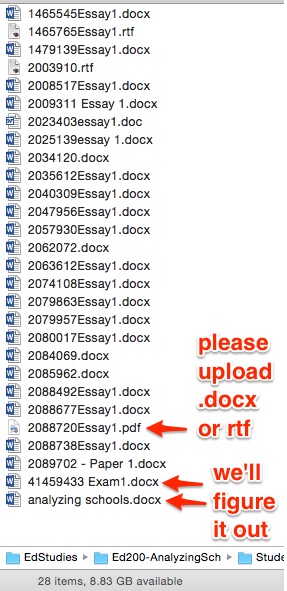 1465545Essay1.docx
1465765Essay1.rtf
1479139Essay1.docx
2003910.rtf
2008517Essay1.docx
2009311 Essay 1.docx
2023403essay1.doc
2025139essay 1.docx
2034120.docx
2035612Essay1.docx
2040309Essay1.docx
2047956Essay1.docx
2057930Essay1.docx
2062072.docx
2063612Essay1.docx
2074108Essay1.docx
2079863Essay1.docx
2079957Essay1.docx
2080017Essay1.docx
2084069.docx
2085962.docx
2088492Essay1.docx
2088677Essay1.docx
2088720Essay1.pdf
2088738Essay1.docx
2089702 - Paper 1.docx
41459433 Exam1.docx
analyzing schools.docx
please
upload
.docx
or rtf
we'll
figure
it out
EdStudies Ed200-AnalyzingSch Stude
28 items, 8.83 GB available